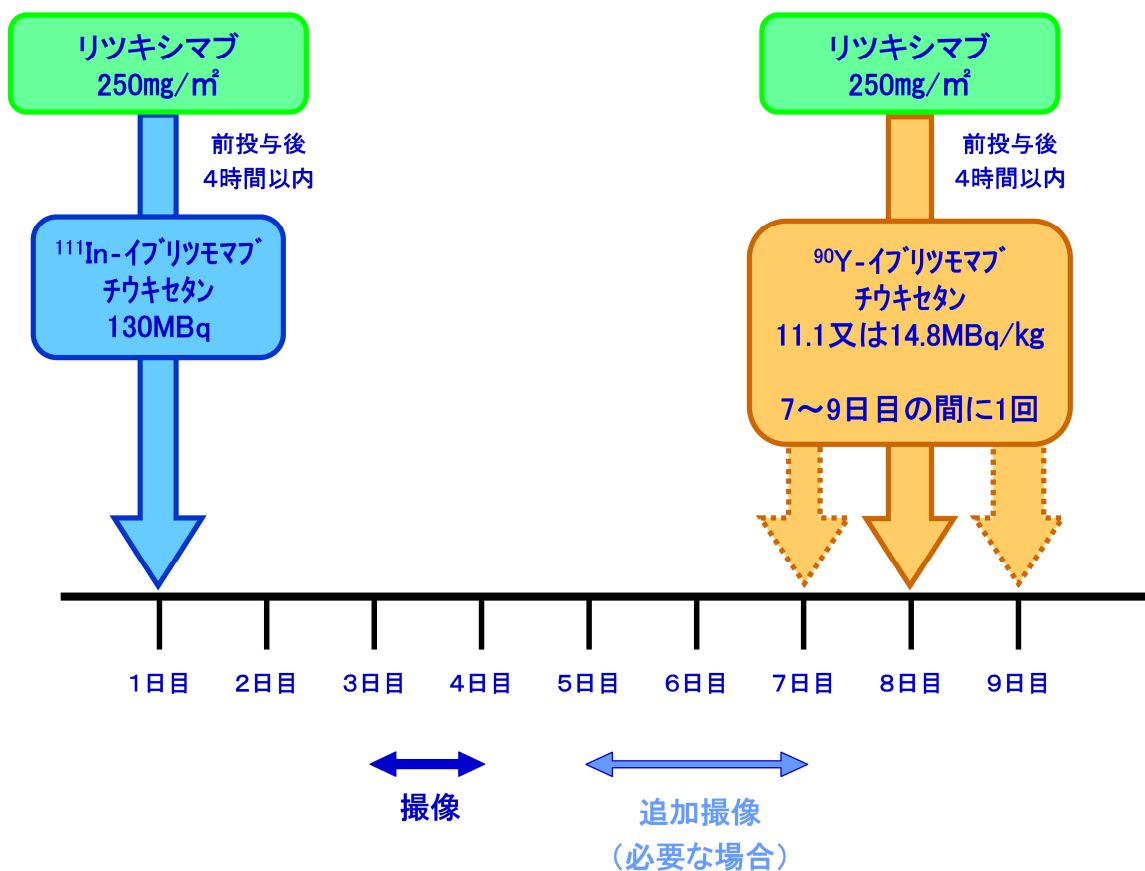 リツキシマブ
250mg/㎡
前投与後
4時間以内
¹¹¹In-イブリツモマブ
チウキセタン
130MBq
リツキシマブ
250mg/㎡
前投与後
4時間以内
⁹⁰Y-イブリツモマブ
チウキセタン
11.1又は14.8MBq/kg
7～9日目の間に1回
1日目 2日目 3日目 4日目 5日目 6日目 7日目 8日目 9日目
撮像
追加撮像
(必要な場合)